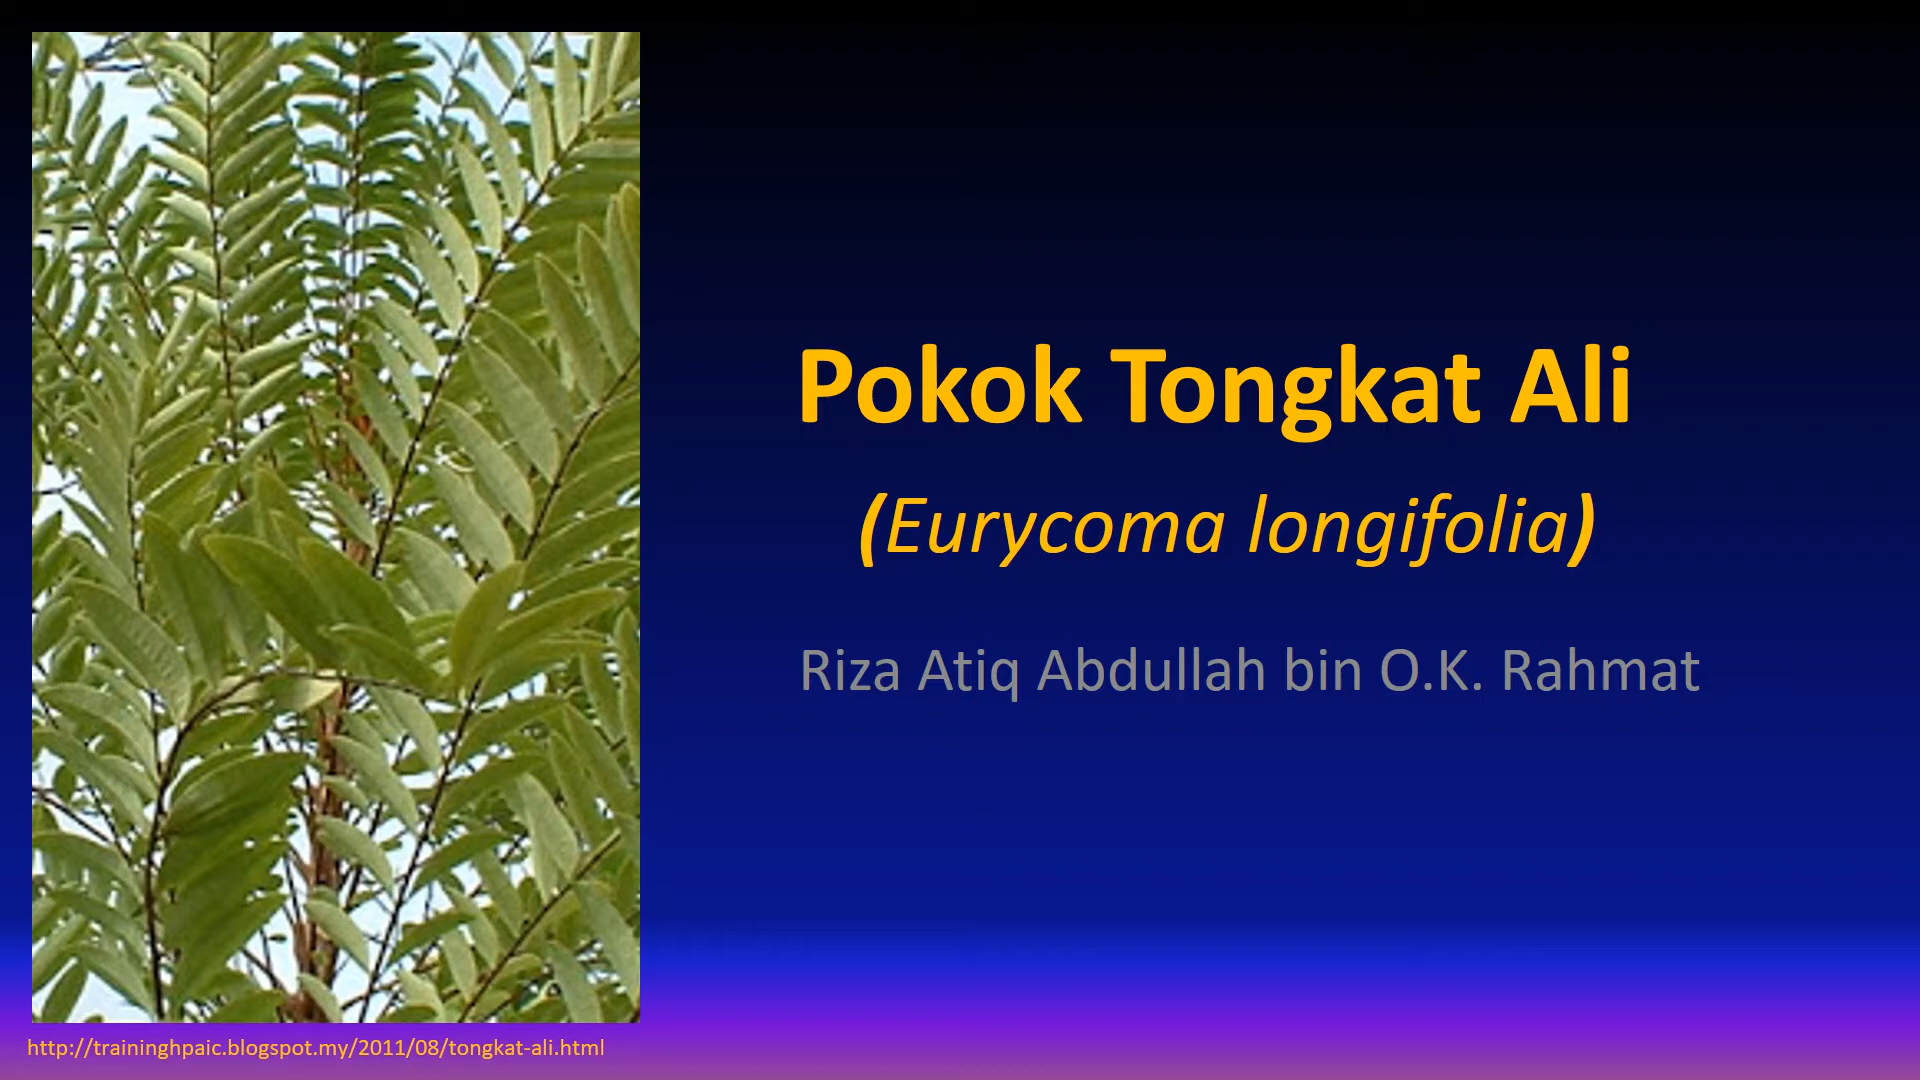 Pokok Tongkat Ali
(Eurycoma longifolia)
Riza Atiq Abdullah bin O.K. Rahmat
http://traininghpaic.blogspot.my/2011/08/tongkat-ali.html